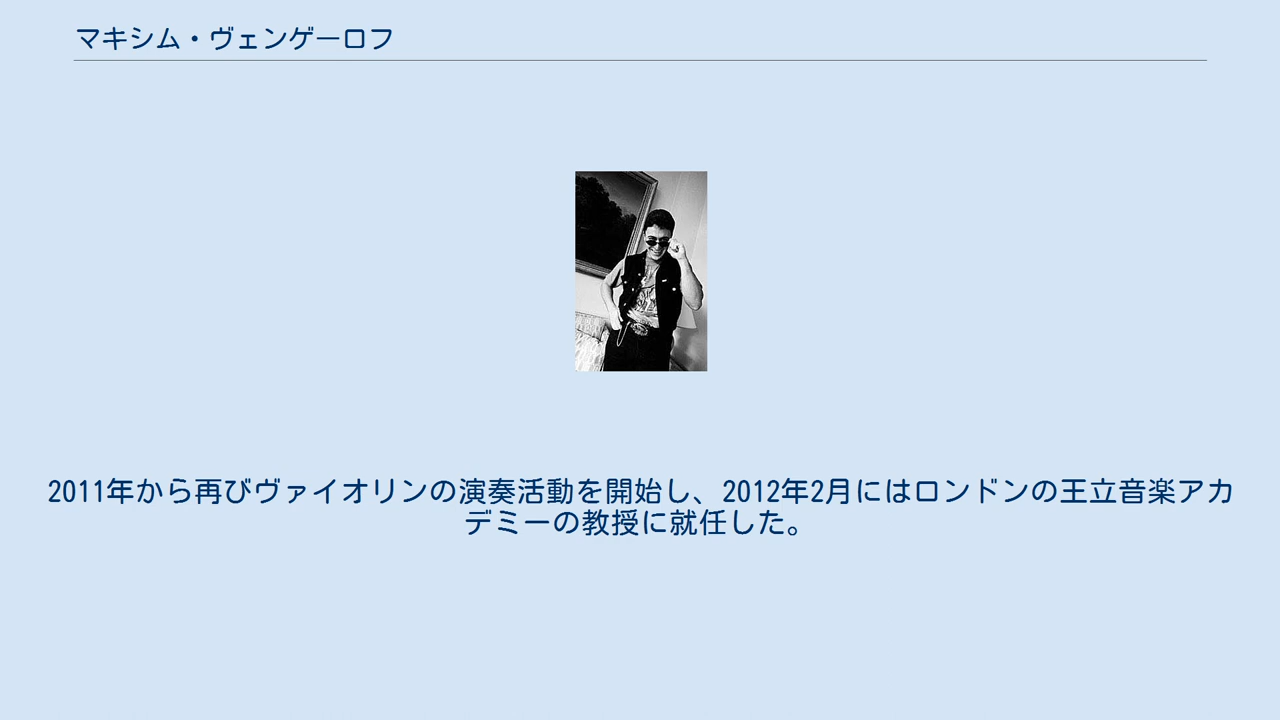 マキシム・ヴェンゲーロフ
2011年から再びヴァイオリンの演奏活動を開始し、2012年2月にはロンドンの王立音楽アカ
デミーの教授に就任した。